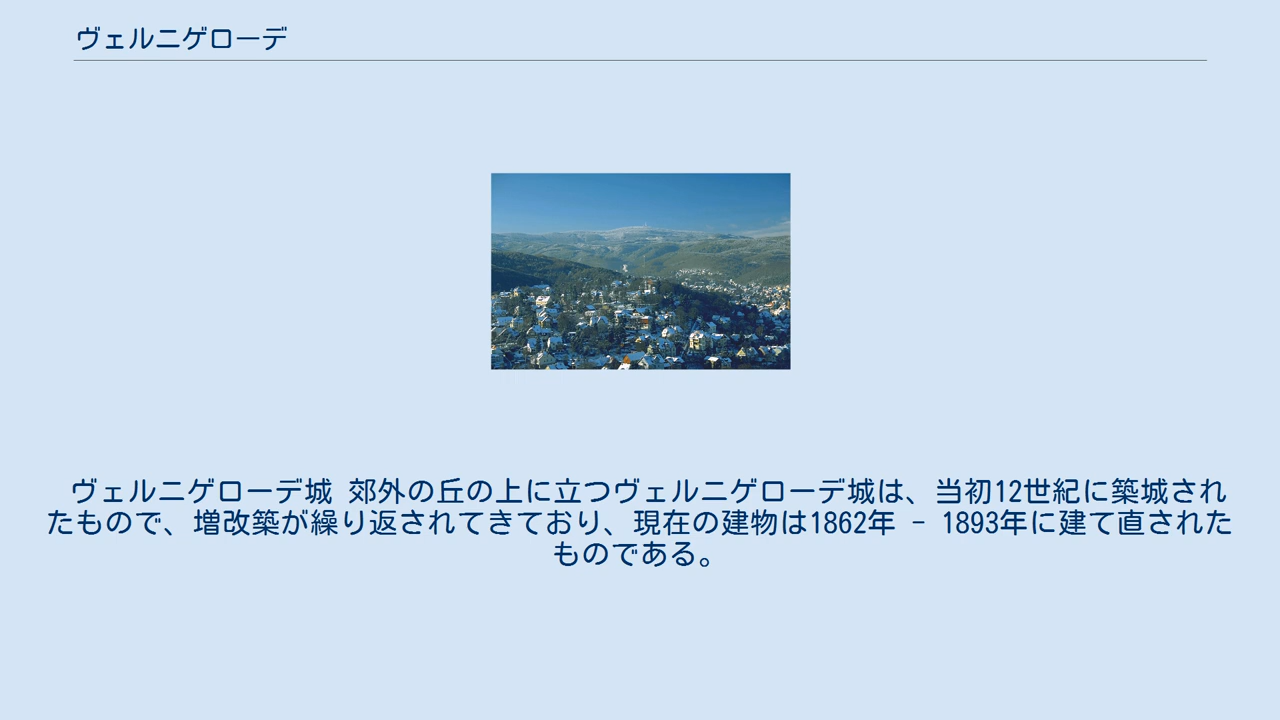 ヴェルニゲローデ
ヴェルニゲローデ城 郊外の丘の上に立つヴェルニゲローデ城は、当初12世紀に築城され
たもので、増改築が繰り返されてきており、現在の建物は1862年 - 1893年に建て直された
ものである。